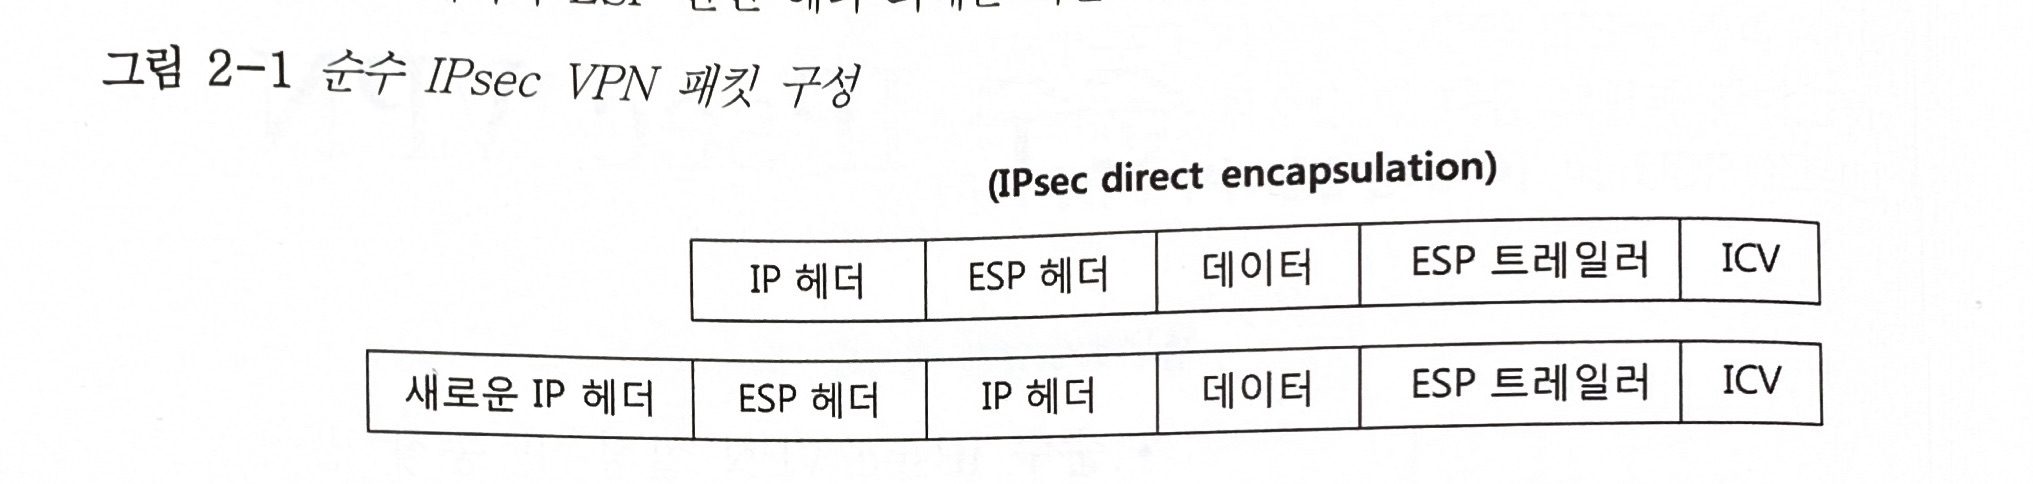 ESP
그림 2-1 순수 IPsec VPN 패킷 구성
(IPsec direct encapsulation)
IP 헤더 ESP 헤더 데이터 ESP 트레일러 ICV
새로운 IP 헤더 ESP 헤더 IP 헤더 데이터 ESP 트레일러 ICV